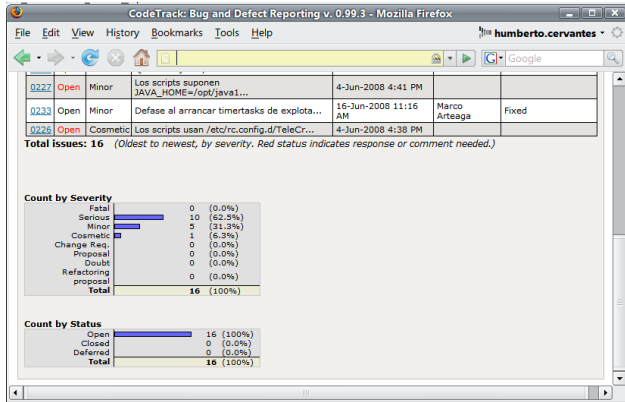 CodeTrack: Bug and Defect Reporting v. 0.99.3 - Mozilla Firefox
File Edit View History Bookmarks Tools Help
humberto.cervantes
Google
0227 Open Minor Los scripts suponen JAVA_HOME=/opt/java1... 4-Jun-2008 4:41 PM
0233 Open Minor Defase al arrancar timertasks de explota... 16-Jun-2008 11:16 AM Marco Arteaga Fixed
0226 Open Cosmetic Los scripts usan /etc/rc.config.d/TeleCr... 4-Jun-2008 4:38 PM
Total issues: 16 (Oldest to newest, by severity. Red status indicates response or comment needed.)
Count by Severity
Fatal 0 (0.0%)
Serious 10 (62.5%)
Minor 5 (31.3%)
Cosmetic 1 (6.3%)
Change Req. 0 (0.0%)
Proposal 0 (0.0%)
Doubt 0 (0.0%)
Refactoring proposal 0 (0.0%)
Total 16 (100%)
Count by Status
Open 16 (100%)
Closed 0 (0.0%)
Deferred 0 (0.0%)
Total 16 (100%)